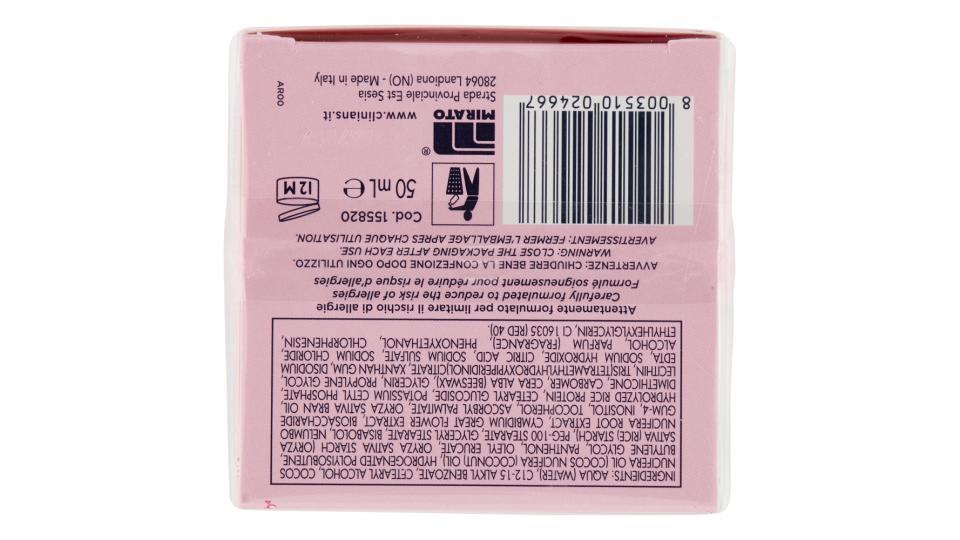 INGREDIENTS: AQUA (WATER), C12-15 ALKYL BENZOATE, CETEARYL ALCOHOL, COCOS
NUCIFERA OIL (COCOS NUCIFERA (COCONUT) OIL), HYDROGENATED POLYISOBUTENE,
BUTYLENE GLYCOL, PANTHENOL, OLEYL ERUCATE, ORYZA SATIVA STARCH (ORYZA
SATIVA (RICE) STARCH), PEG-100 STEARATE, GLYCERYL STEARATE, BISABOLOL, NELUMBO
NUCIFERA ROOT EXTRACT, CYMBIDIUM GREAT FLOWER EXTRACT, BIOSACCHARIDE
GUM-4, INOSITOL, TOCOPHEROL, ASCORBYL PALMITATE, ORYZA SATIVA BRAN OIL,
HYDROLYZED RICE PROTEIN, CETEARYL GLUCOSIDE, POTASSIUM CETYL PHOSPHATE,
DIMETHICONE, CARBOMER, CERA ALBA (BEESWAX), GLYCERIN, PROPYLENE GLYCOL,
LECITHIN, TRIS(TETRAMETHYLHYDROXYPIPERIDINOL)CITRATE, XANTHAN GUM, DISODIUM
EDTA, SODIUM HYDROXIDE, CITRIC ACID, SODIUM SULFATE, SODIUM CHLORIDE,
ALCOHOL, PARFUM (FRAGRANCE), PHENOXYETHANOL, CHLORPHENESIN,
ETHYLHEXYLGLYCERIN, CI 16035 (RED 40).
Attentamente formulato per limitare il rischio di allergie
Carefully formulated to reduce the risk of allergies
Formulé soigneusement pour réduire le risque d'allergies
AVVERTENZE: CHIUDERE BENE LA CONFEZIONE DOPO OGNI UTILIZZO.
WARNING: CLOSE THE PACKAGING AFTER EACH USE.
AVERTISSEMENT: FERMER L'EMBALLAGE APRES CHAQUE UTILISATION.
Cod. 155820
50 mL e
12 M
®
MIRATO
www.clinians.it
Strada Provinciale Est Sesia
28064 Landiona (NO) - Made in Italy
8 003510 024667
AR00